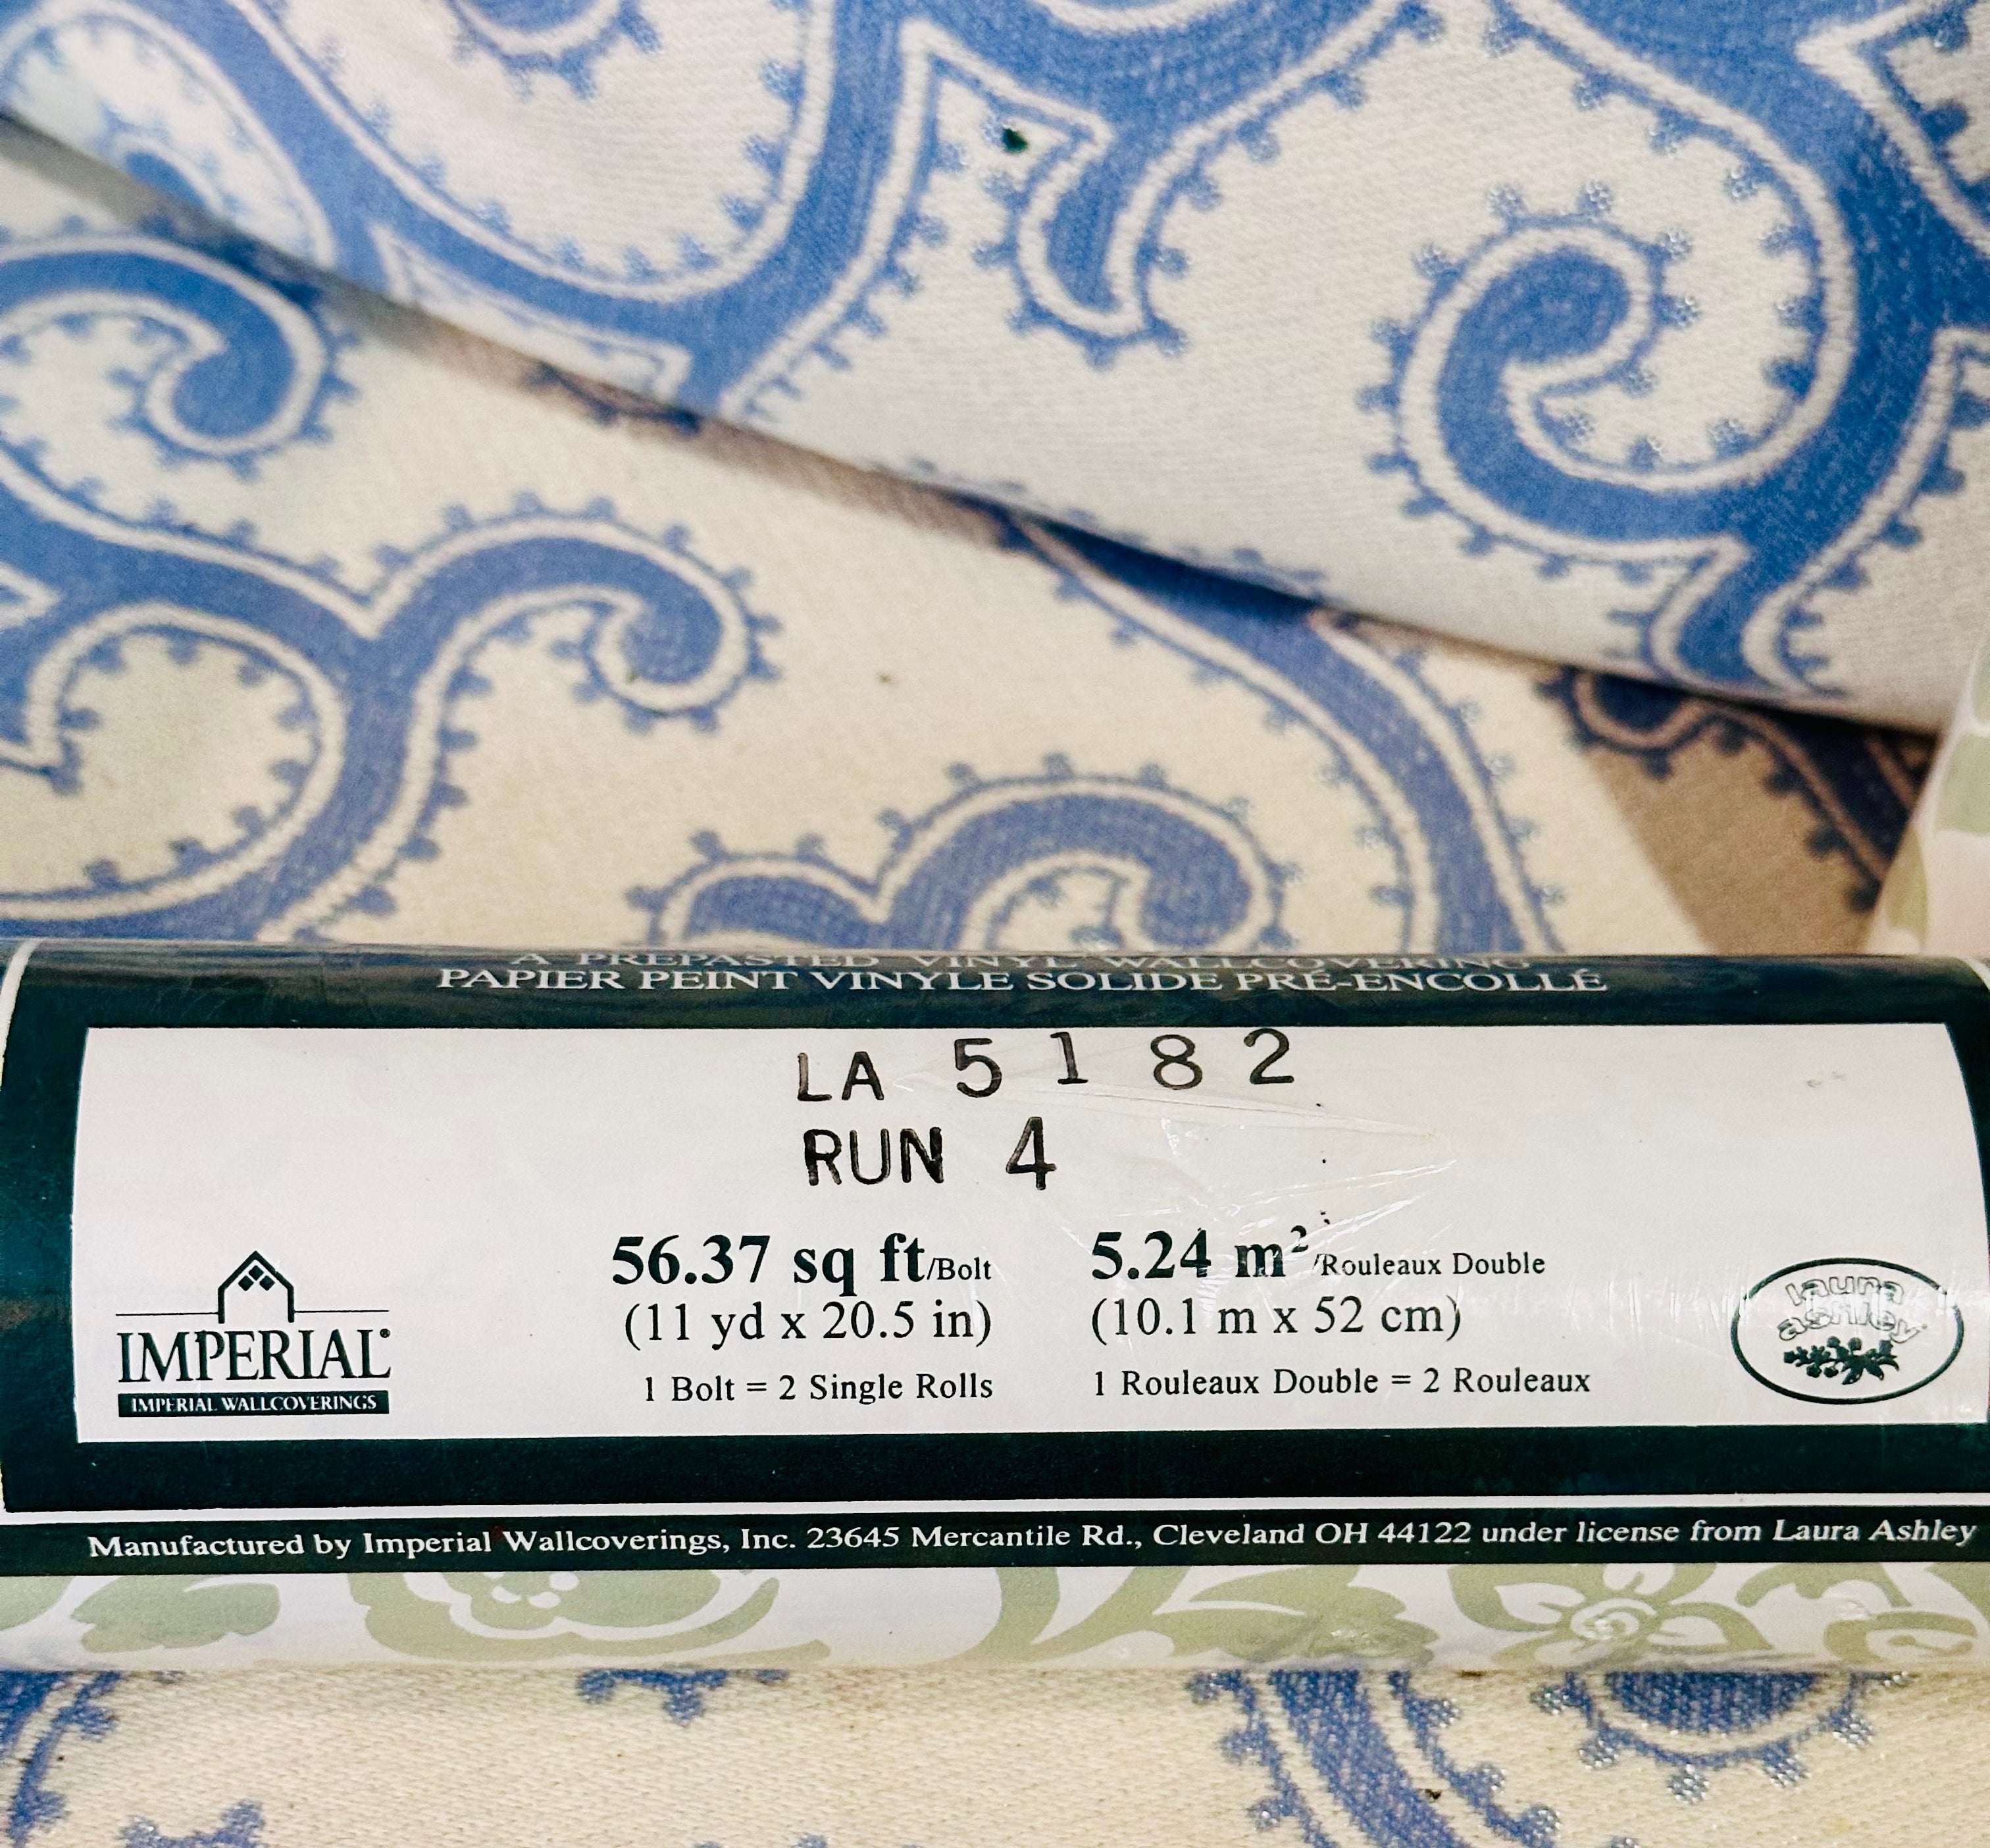 A PREPASTED VINYL WALLCOVERING
PAPIER PEINT VINYLE SOLIDE PRÉ-ENCOLLÉ
LA 5182
RUN 4
56.37 sq ft/Bolt
(11 yd x 20.5 in)
1 Bolt = 2 Single Rolls
5.24 m²/Rouleaux Double
(10.1 m x 52 cm)
1 Rouleaux Double = 2 Rouleaux
IMPERIAL
IMPERIAL WALLCOVERINGS
laura
ashley
Manufactured by Imperial Wallcoverings, Inc. 23645 Mercantile Rd., Cleveland OH 44122 under license from Laura Ashley